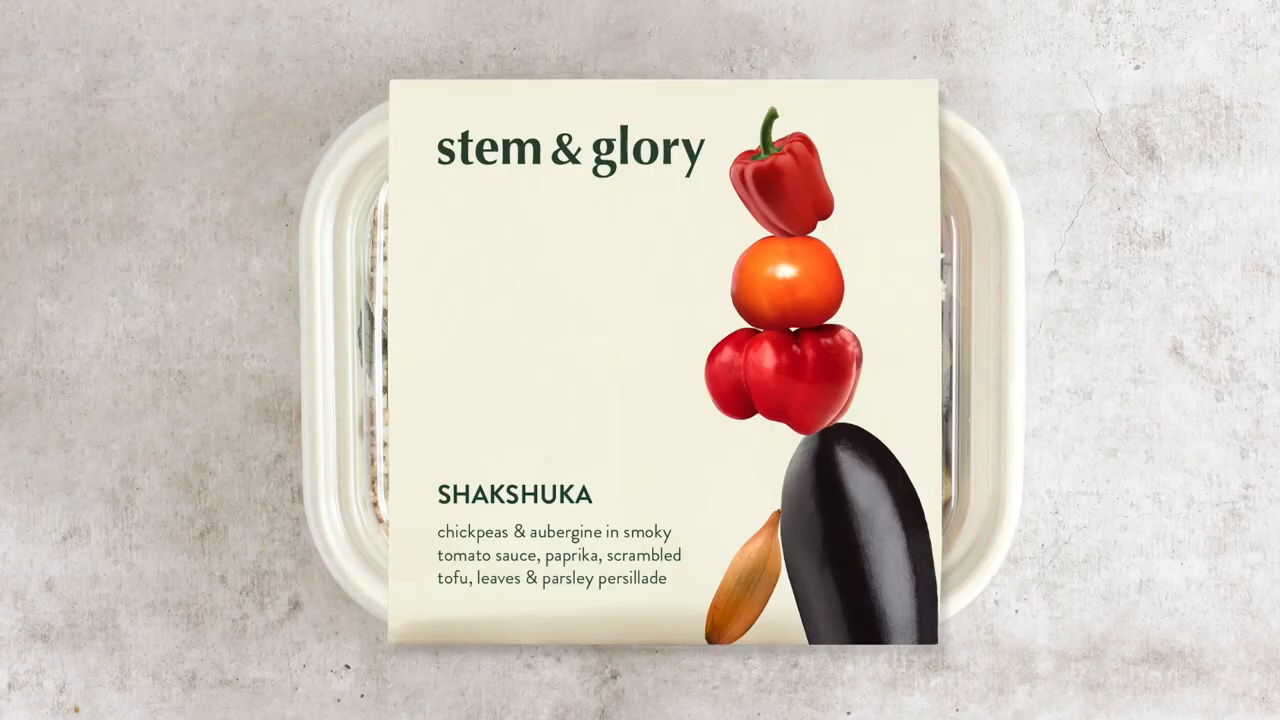 stem & glory
SHAKSHUKA
chickpeas & aubergine in smoky
tomato sauce, paprika, scrambled
tofu, leaves & parsley persillade